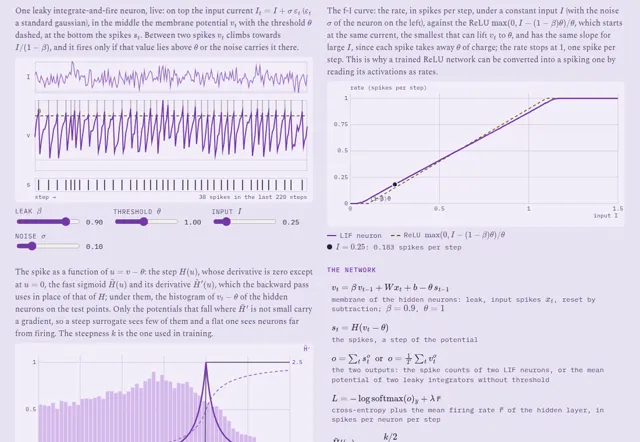 One leaky integrate-and-fire neuron, live: on top the input current I_t = I + σ ε_t (ε_t
a standard gaussian), in the middle the membrane potential v_t with the threshold θ
dashed, at the bottom the spikes s_t. Between two spikes v_t climbs towards
I/(1 − β), and it fires only if that value lies above θ or the noise carries it there.
I
θ
v
s
step →
38 spikes in the last 220 steps
LEAK β
0.90
THRESHOLD θ
1.00
INPUT I
0.25
NOISE σ
0.10
The spike as a function of u = v − θ: the step H(u), whose derivative is zero except
at u = 0, the fast sigmoid H̃(u) and its derivative H̃′(u), which the backward pass
uses in place of that of H; under them, the histogram of v_t − θ of the hidden
neurons on the test points. Only the potentials that fall where H̃′ is not small carry
a gradient, so a steep surrogate sees few of them and a flat one sees neurons far
from firing. The steepness k is the one used in training.
H̃′
1
2.5
0.5
The f-I curve: the rate, in spikes per step, under a constant input I (with the noise
σ of the neuron on the left), against the ReLU max(0, I − (1 − β)θ)/θ, which starts
at the same current, the smallest that can lift v_t to θ, and has the same slope for
large I, since each spike takes away θ of charge; the rate stops at 1, one spike per
step. This is why a trained ReLU network can be converted into a spiking one by
reading its activations as rates.
rate (spikes per step)
1
0.75
0.5
0.25
0
(1−β)θ
0
0.5
1
1.5
input I
LIF neuron
ReLU max(0, I − (1 − β)θ)/θ
I = 0.25: 0.183 spikes per step
THE NETWORK
v_t = β v_{t−1} + W x_t + b − θ s_{t−1}
membrane of the hidden neurons: leak, input spikes x_t, reset by
subtraction; β = 0.9, θ = 1
s_t = H(v_t − θ)
the spikes, a step of the potential
o = Σ_t s_t^o or o = 1/T Σ_t v_t^o
the two outputs: the spike counts of two LIF neurons, or the mean
potential of two leaky integrators without threshold
L = − log softmax(o)_y + λ r̄
cross-entropy plus the mean firing rate r̄ of the hidden layer, in
spikes per neuron per step
k/2